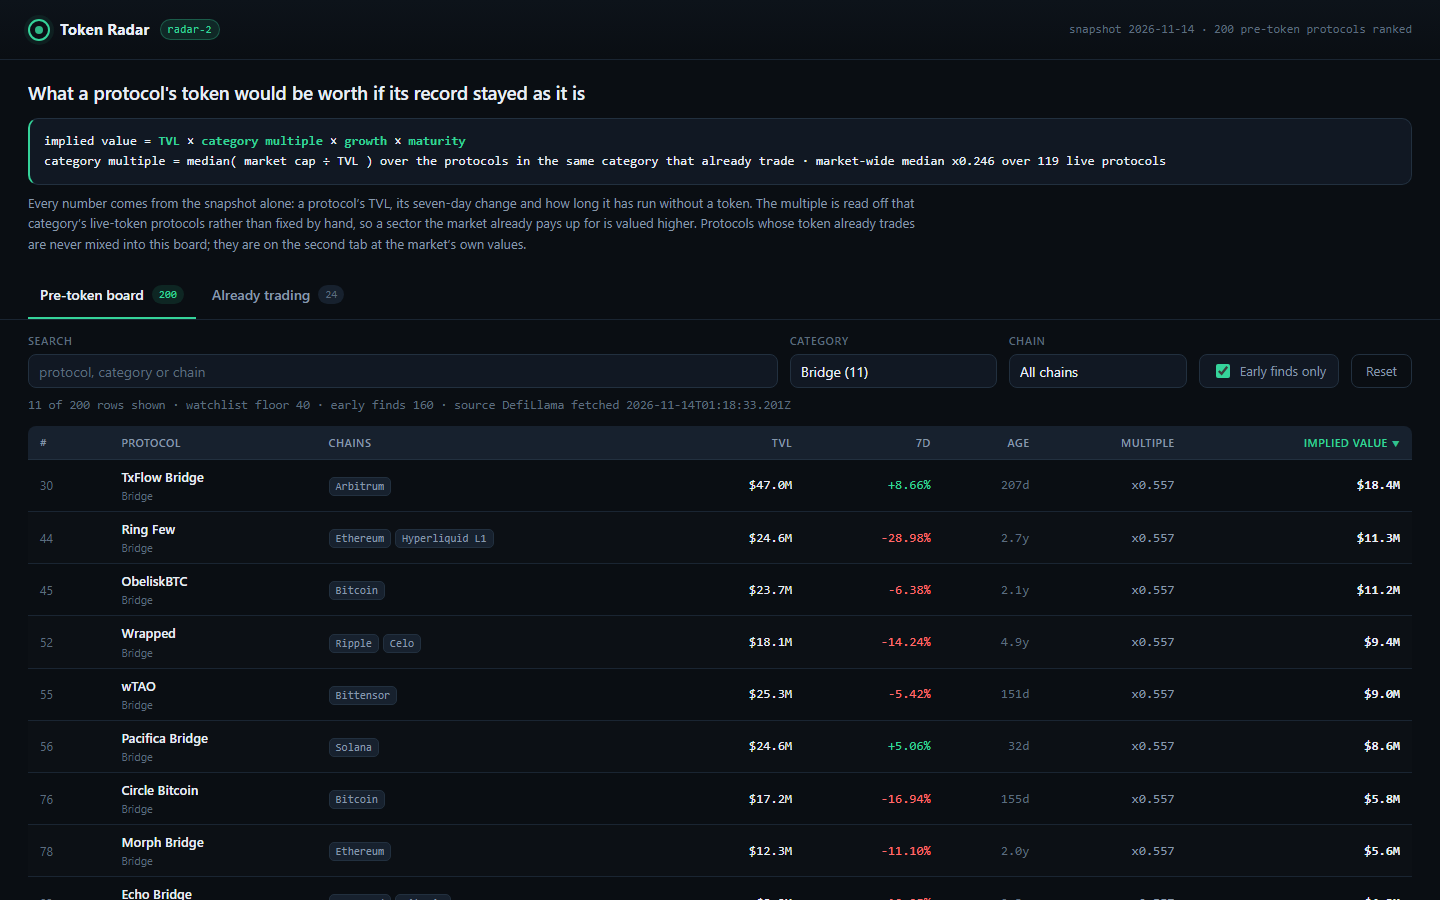 Token Radar radar-2 snapshot 2026-11-14 · 200 pre-token protocols ranked
What a protocol's token would be worth if its record stayed as it is
implied value = TVL × category multiple × growth × maturity
category multiple = median( market cap ÷ TVL ) over the protocols in the same category that already trade · market-wide median x0.246 over 119 live protocols
Every number comes from the snapshot alone: a protocol's TVL, its seven-day change and how long it has run without a token. The multiple is read off that
category's live-token protocols rather than fixed by hand, so a sector the market already pays up for is valued higher. Protocols whose token already trades
are never mixed into this board; they are on the second tab at the market's own values.
Pre-token board 200 Already trading 24
SEARCH CATEGORY CHAIN
protocol, category or chain Bridge (11) All chains Early finds only Reset
11 of 200 rows shown · watchlist floor 40 · early finds 160 · source DefiLlama fetched 2026-11-14T01:18:33.201Z
# PROTOCOL CHAINS TVL 7D AGE MULTIPLE IMPLIED VALUE ▼
30 TxFlow Bridge Arbitrum $47.0M +8.66% 207d x0.557 $18.4M
Bridge
44 Ring Few Ethereum Hyperliquid L1 $24.6M -28.98% 2.7y x0.557 $11.3M
Bridge
45 ObeliskBTC Bitcoin $23.7M -6.38% 2.1y x0.557 $11.2M
Bridge
52 Wrapped Ripple Celo $18.1M -14.24% 4.9y x0.557 $9.4M
Bridge
55 wTAO Bittensor $25.3M -5.42% 151d x0.557 $9.0M
Bridge
56 Pacifica Bridge Solana $24.6M +5.06% 32d x0.557 $8.6M
Bridge
76 Circle Bitcoin Bitcoin $17.2M -16.94% 155d x0.557 $5.8M
Bridge
78 Morph Bridge Ethereum $12.3M -11.10% 2.0y x0.557 $5.6M
Bridge
Echo Bridge